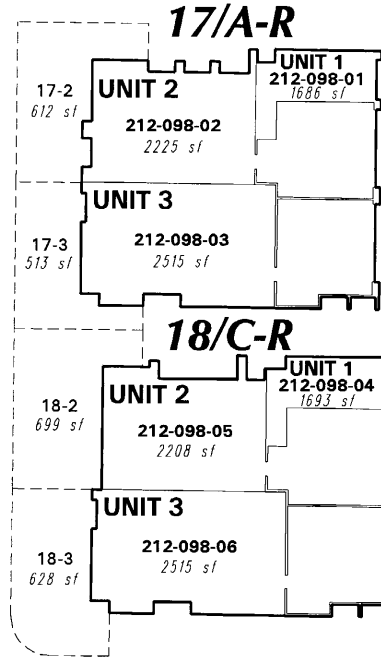 17/A-R
UNIT 1
212-098-01
1686 sf
17-2
612 sf
UNIT 2
212-098-02
2225 sf
UNIT 3
212-098-03
2515 sf
17-3
513 sf
18/C-R
UNIT 1
212-098-04
1693 sf
UNIT 2
18-2
699 sf
212-098-05
2208 sf
UNIT 3
212-098-06
2515 sf
18-3
628 sf